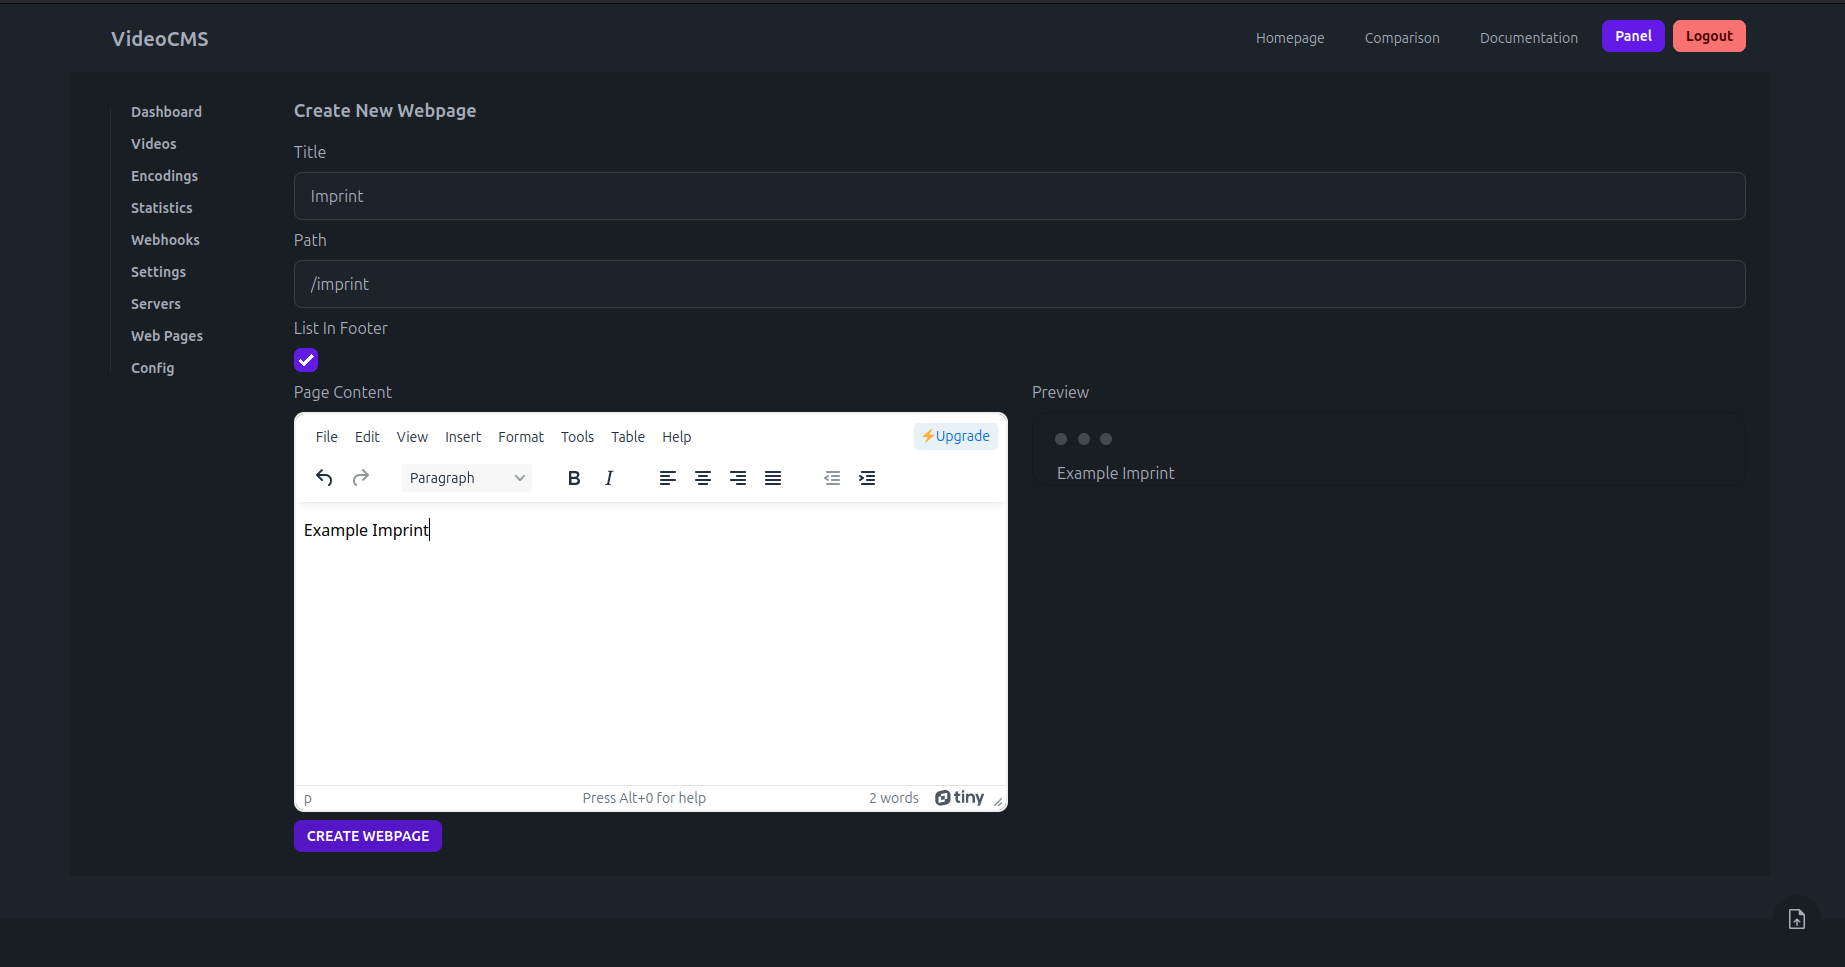 VideoCMS
Homepage Comparison Documentation Panel Logout
Dashboard
Videos
Encodings
Statistics
Webhooks
Settings
Servers
Web Pages
Config
Create New Webpage
Title
Imprint
Path
/imprint
List In Footer
Page Content
File Edit View Insert Format Tools Table Help ⚡Upgrade
Paragraph B I
Example Imprint
p Press Alt+0 for help 2 words tiny
CREATE WEBPAGE
Preview
Example Imprint